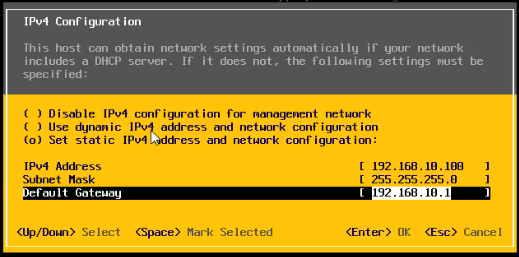 IPv4 Configuration
This host can obtain network settings automatically if your network
includes a DHCP server. If it does not, the following settings must be
specified:
( ) Disable IPv4 configuration for management network
( ) Use dynamic IPv4 address and network configuration
(o) Set static IPv4 address and network configuration:
IPv4 Address [ 192.168.10.100 ]
Subnet Mask [ 255.255.255.0 ]
Default Gateway [ 192.168.10.1 ]
<Up/Down> Select <Space> Mark Selected <Enter> OK <Esc> Cancel